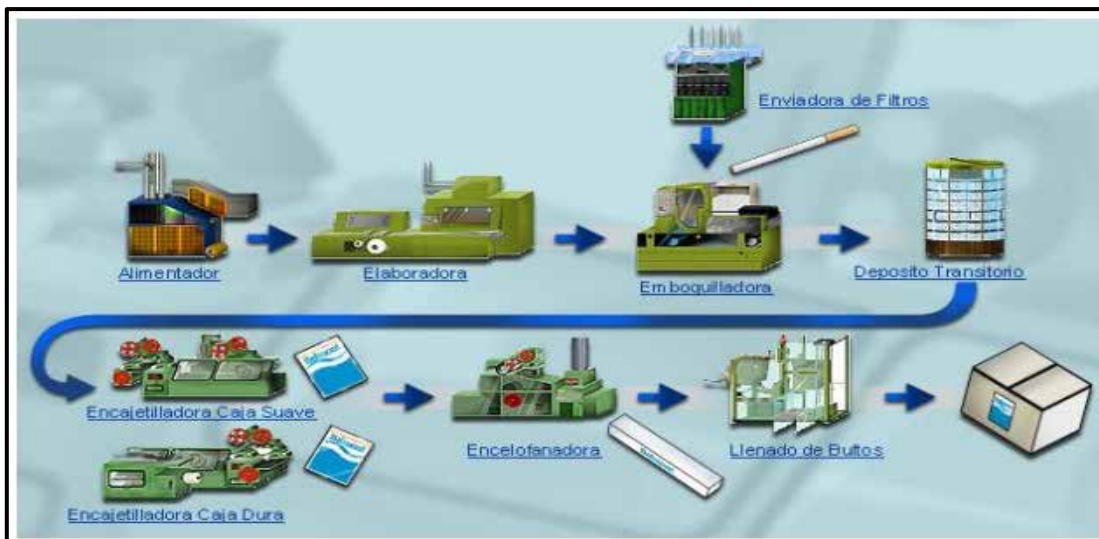 Enviadora de Filtros
Alimentador
Elaboradora
Emboquilladora
Deposito Transitorio
Encajetilladora Caja Suave
Encelofanadora
Llenado de Bultos
Encajetilladora Caja Dura